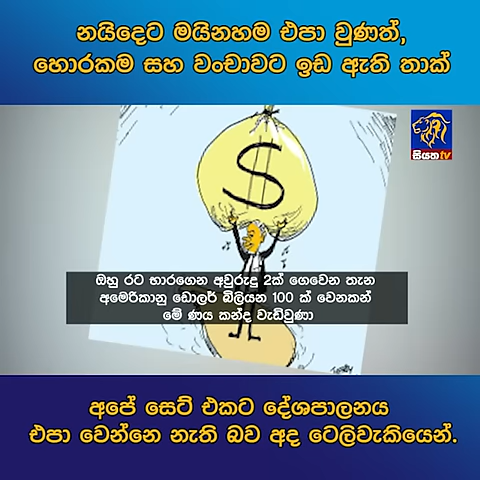 නයිදෙට මයිනහම එපා වුණත්,
හොරකම සහ වංචාවට ඉඩ ඇති තාක්
සියත tv
$
ඔහු රට භාරගෙන අවුරුදු 2ක් ගෙවෙන තැන
අමෙරිකානු ඩොලර් බිලියන 100 ක් වෙනකන්
මේ ණය කන්ද වැඩිවුණා
අපේ සෙට් එකට දේශපාලනය
එපා වෙන්නෙ නැති බව අද ටෙලිවැකියෙන්.